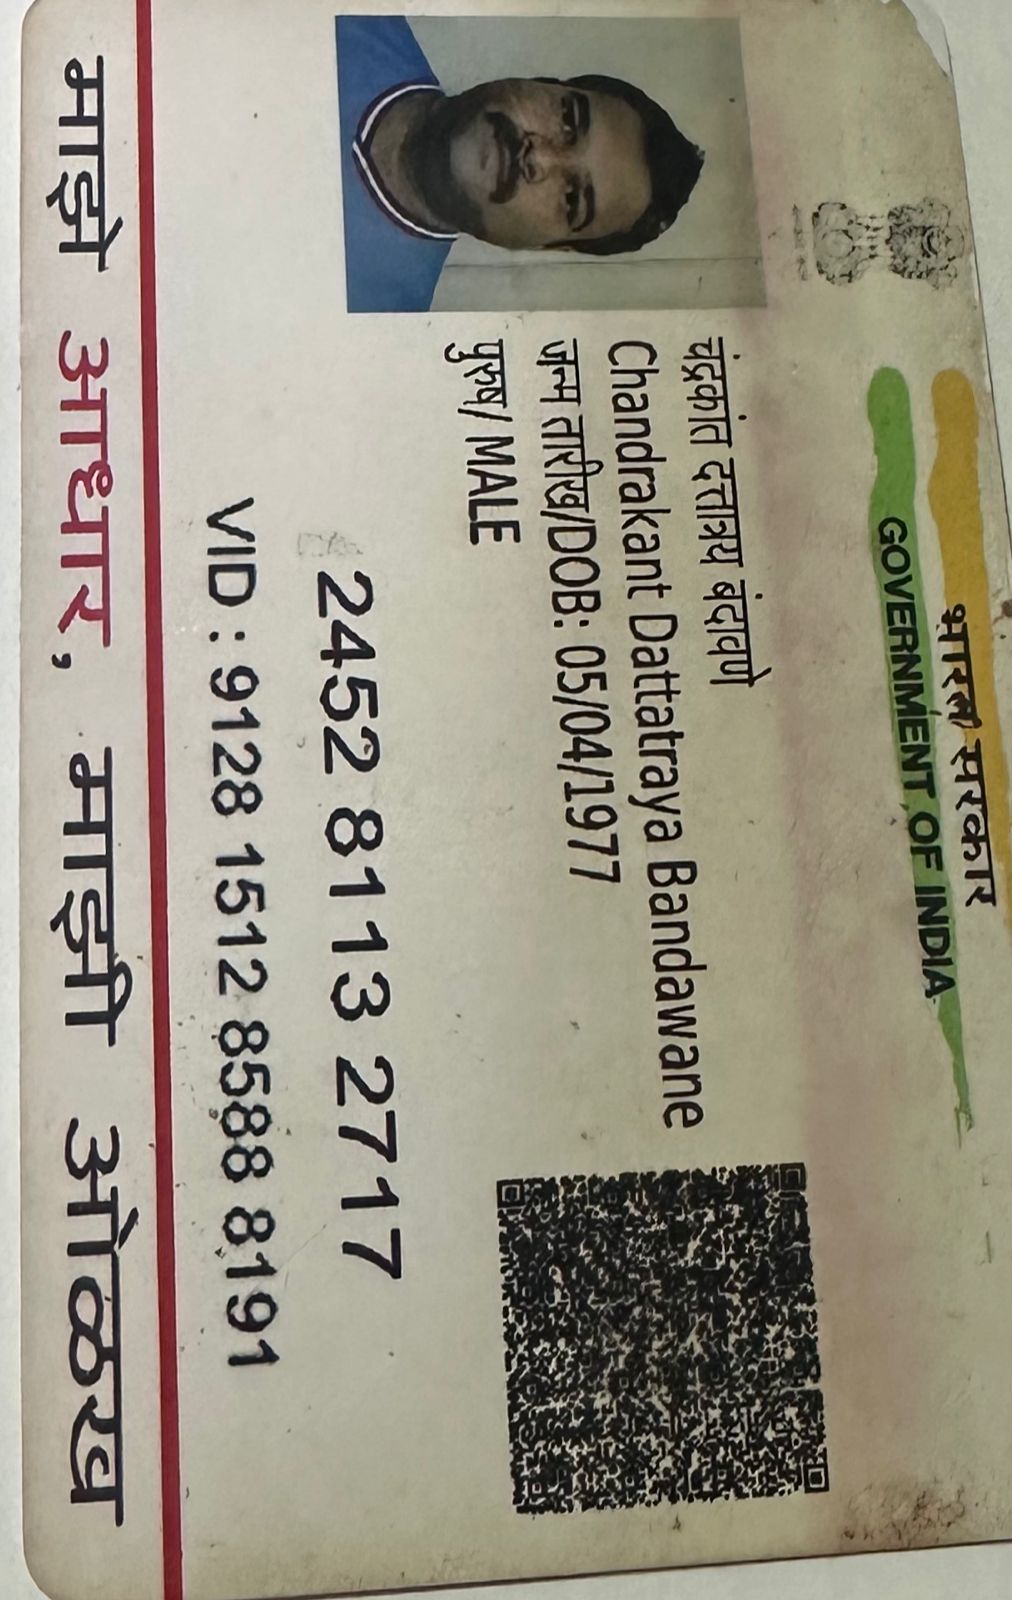 भारत सरकार
GOVERNMENT OF INDIA
चंद्रकांत दत्तात्रय बंदावणे
Chandrakant Dattatraya Bandawane
जन्म तारीख/DOB: 05/04/1977
पुरुष/ MALE
2452 8113 2717
VID : 9128 1512 8588 8191
माझे आधार, माझी ओळख